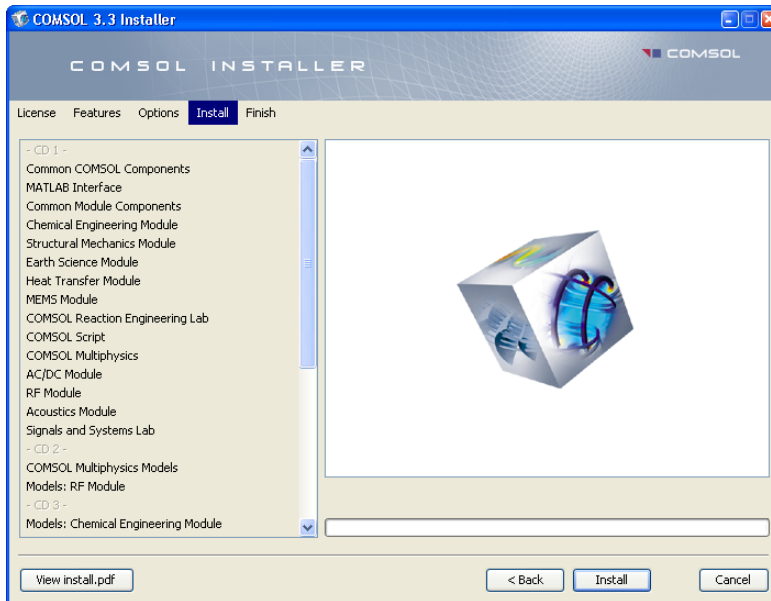 COMSOL 3.3 Installer
COMSOL INSTALLER
COMSOL
License Features Options Install Finish
- CD 1 -
Common COMSOL Components
MATLAB Interface
Common Module Components
Chemical Engineering Module
Structural Mechanics Module
Earth Science Module
Heat Transfer Module
MEMS Module
COMSOL Reaction Engineering Lab
COMSOL Script
COMSOL Multiphysics
AC/DC Module
RF Module
Acoustics Module
Signals and Systems Lab
- CD 2 -
COMSOL Multiphysics Models
Models: RF Module
- CD 3 -
Models: Chemical Engineering Module
View install.pdf < Back Install Cancel